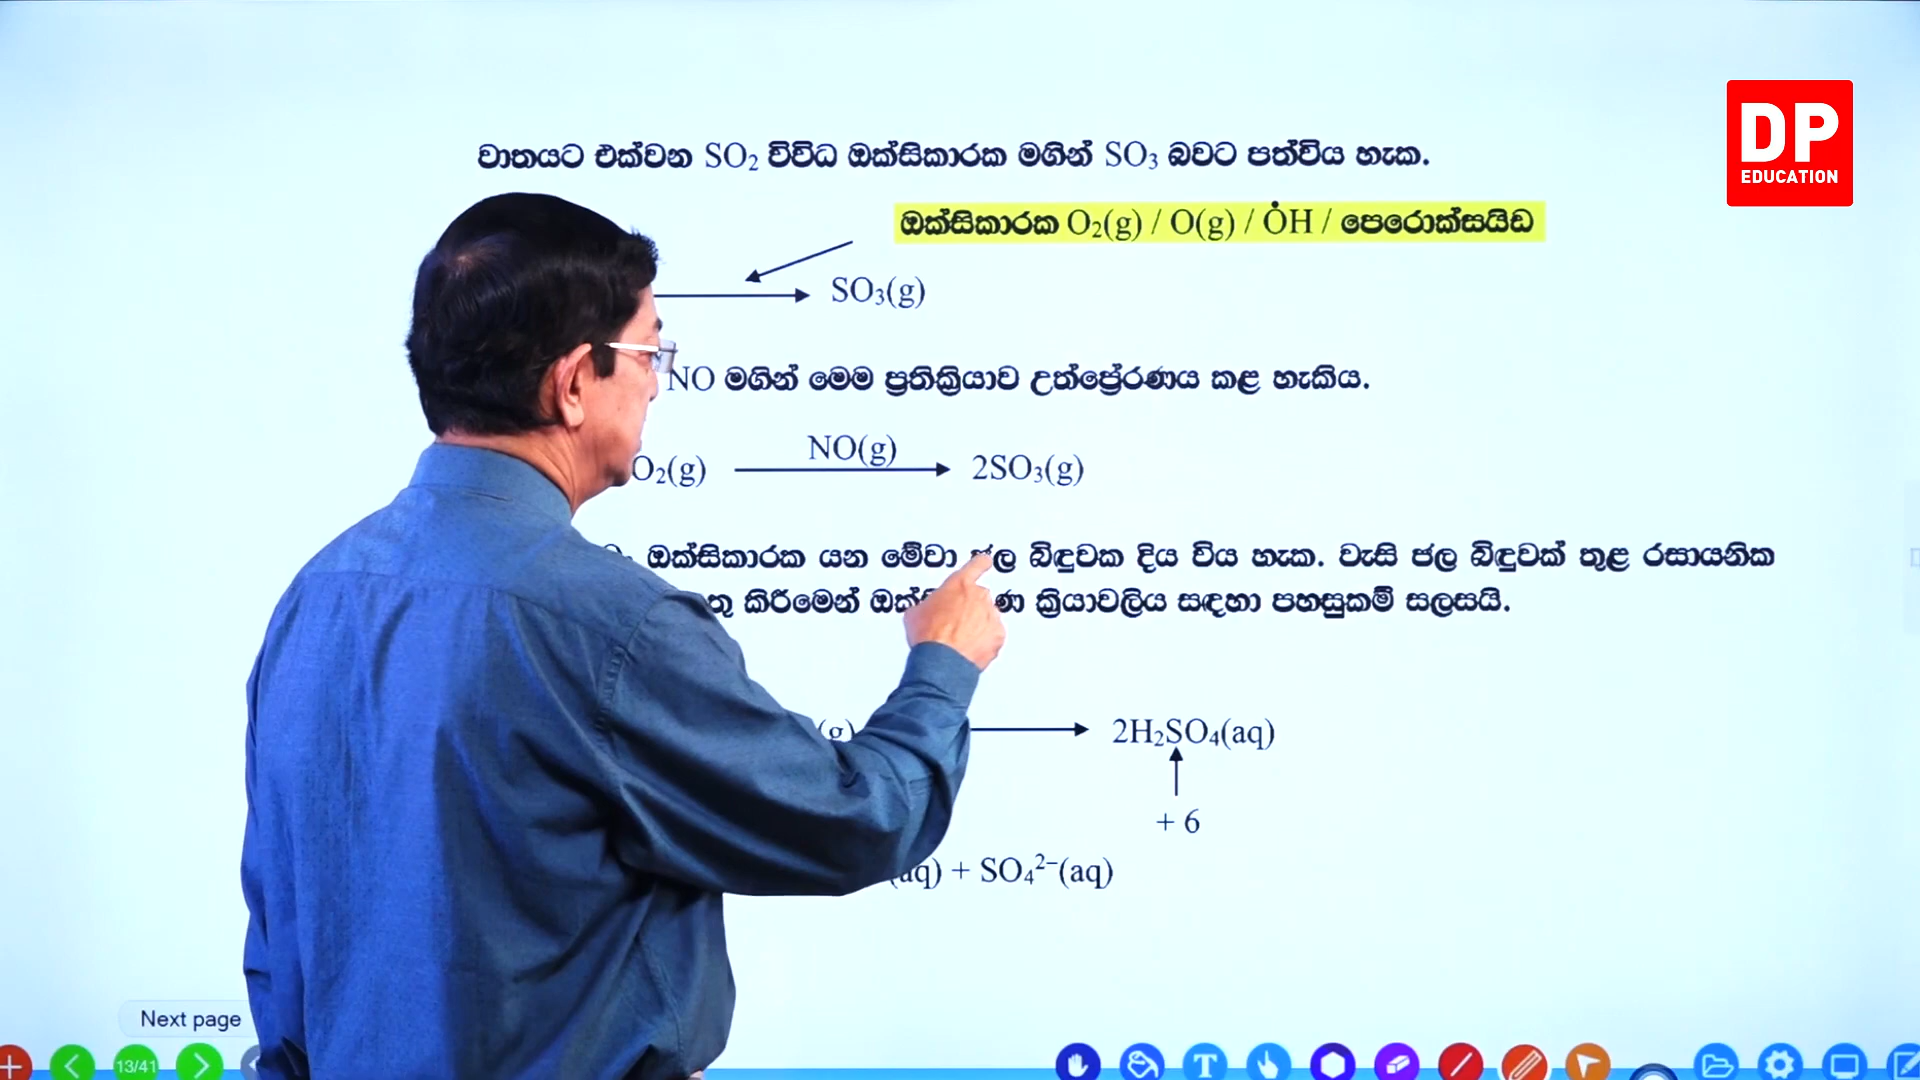 DP
EDUCATION
වාතයට එක්වන SO₂ විවිධ ඔක්සිකාරක මගින් SO₃ බවට පත්විය හැක.
ඔක්සිකාරක O₂(g) / O(g) / ȮH / පෙරොක්සයිඩ
SO₃(g)
NO මගින් මෙම ප්‍රතික්‍රියාව උත්ප්‍රේරණය කළ හැකිය.
NO(g)
O₂(g) 2SO₃(g)
ඔක්සිකාරක යන මේවා ජල බිඳුවක දිය විය හැක. වැසි ජල බිඳුවක් තුළ රසායනික
කිරීමෙන් ක්‍රියාවලිය සඳහා පහසුකම් සලසයි.
(g) 2H₂SO₄(aq)
+ 6
(aq) + SO₄²⁻(aq)
Next page
13/41
T